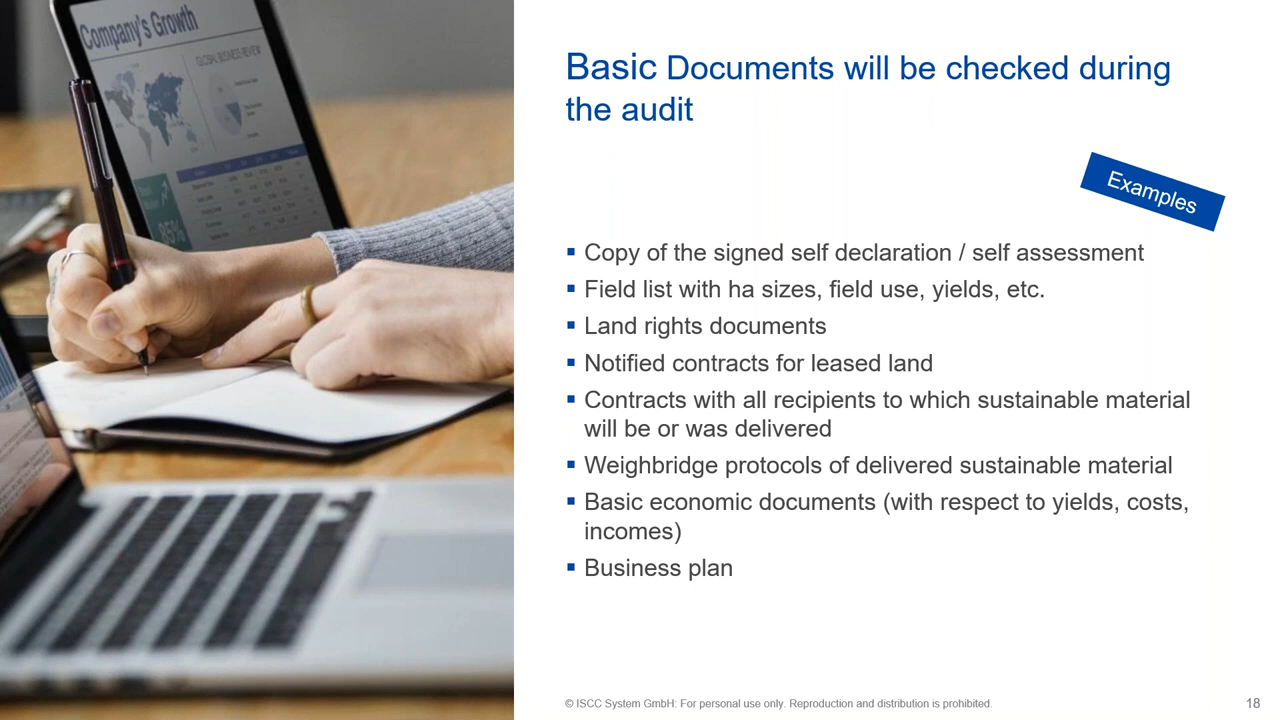 Company's Growth
GLOBAL BUSINESS REVIEW
85%
Basic Documents will be checked during
the audit
Examples
▪ Copy of the signed self declaration / self assessment
▪ Field list with ha sizes, field use, yields, etc.
▪ Land rights documents
▪ Notified contracts for leased land
▪ Contracts with all recipients to which sustainable material
will be or was delivered
▪ Weighbridge protocols of delivered sustainable material
▪ Basic economic documents (with respect to yields, costs,
incomes)
▪ Business plan
© ISCC System GmbH: For personal use only. Reproduction and distribution is prohibited.
18